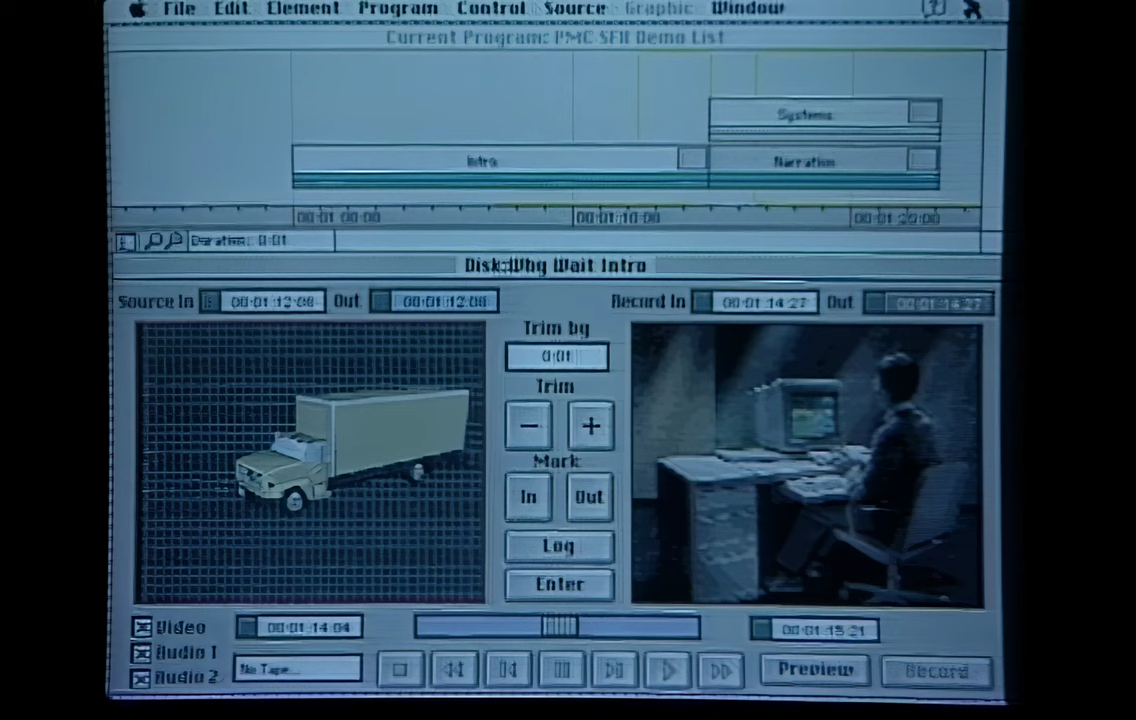 File Edit Element Program Control Source Graphic Window
Current Program: PMC SFII Demo List
Systems
Intro
Narration
00:01:00:00 00:01:10:00 00:01:20:00
Duration: 0:01
Disk:Why Wait Intro
Source In 00:01:12:08 Out 00:01:12:08 Record In 00:01:14:27 Out 00:01:14:27
Trim by
0:01
Trim
− +
Mark
In Out
Log
Enter
Video 00:01:14:04 00:01:15:21
Audio 1
Audio 2 No Tape... Preview Record